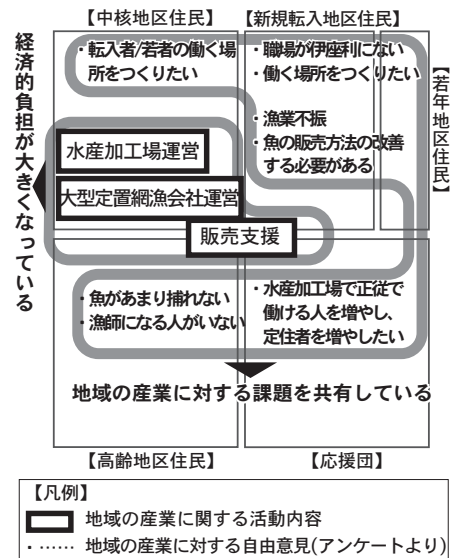 【中核地区住民】
【新規転入地区住民】
経済的負担が大きくなっている
・転入者/若者の働く場
所をつくりたい
・職場が伊座利にない
・働く場所をつくりたい
・漁業不振
・魚の販売方法の改善
する必要がある
【若年地区住民】
水産加工場運営
大型定置網漁会社運営
販売支援
・魚があまり捕れない
・漁師になる人がいない
・水産加工場で正従で
働ける人を増やし、
定住者を増やしたい
地域の産業に対する課題を共有している
【高齢地区住民】
【応援団】
【凡例】
地域の産業に関する活動内容
・…… 地域の産業に対する自由意見(アンケートより)